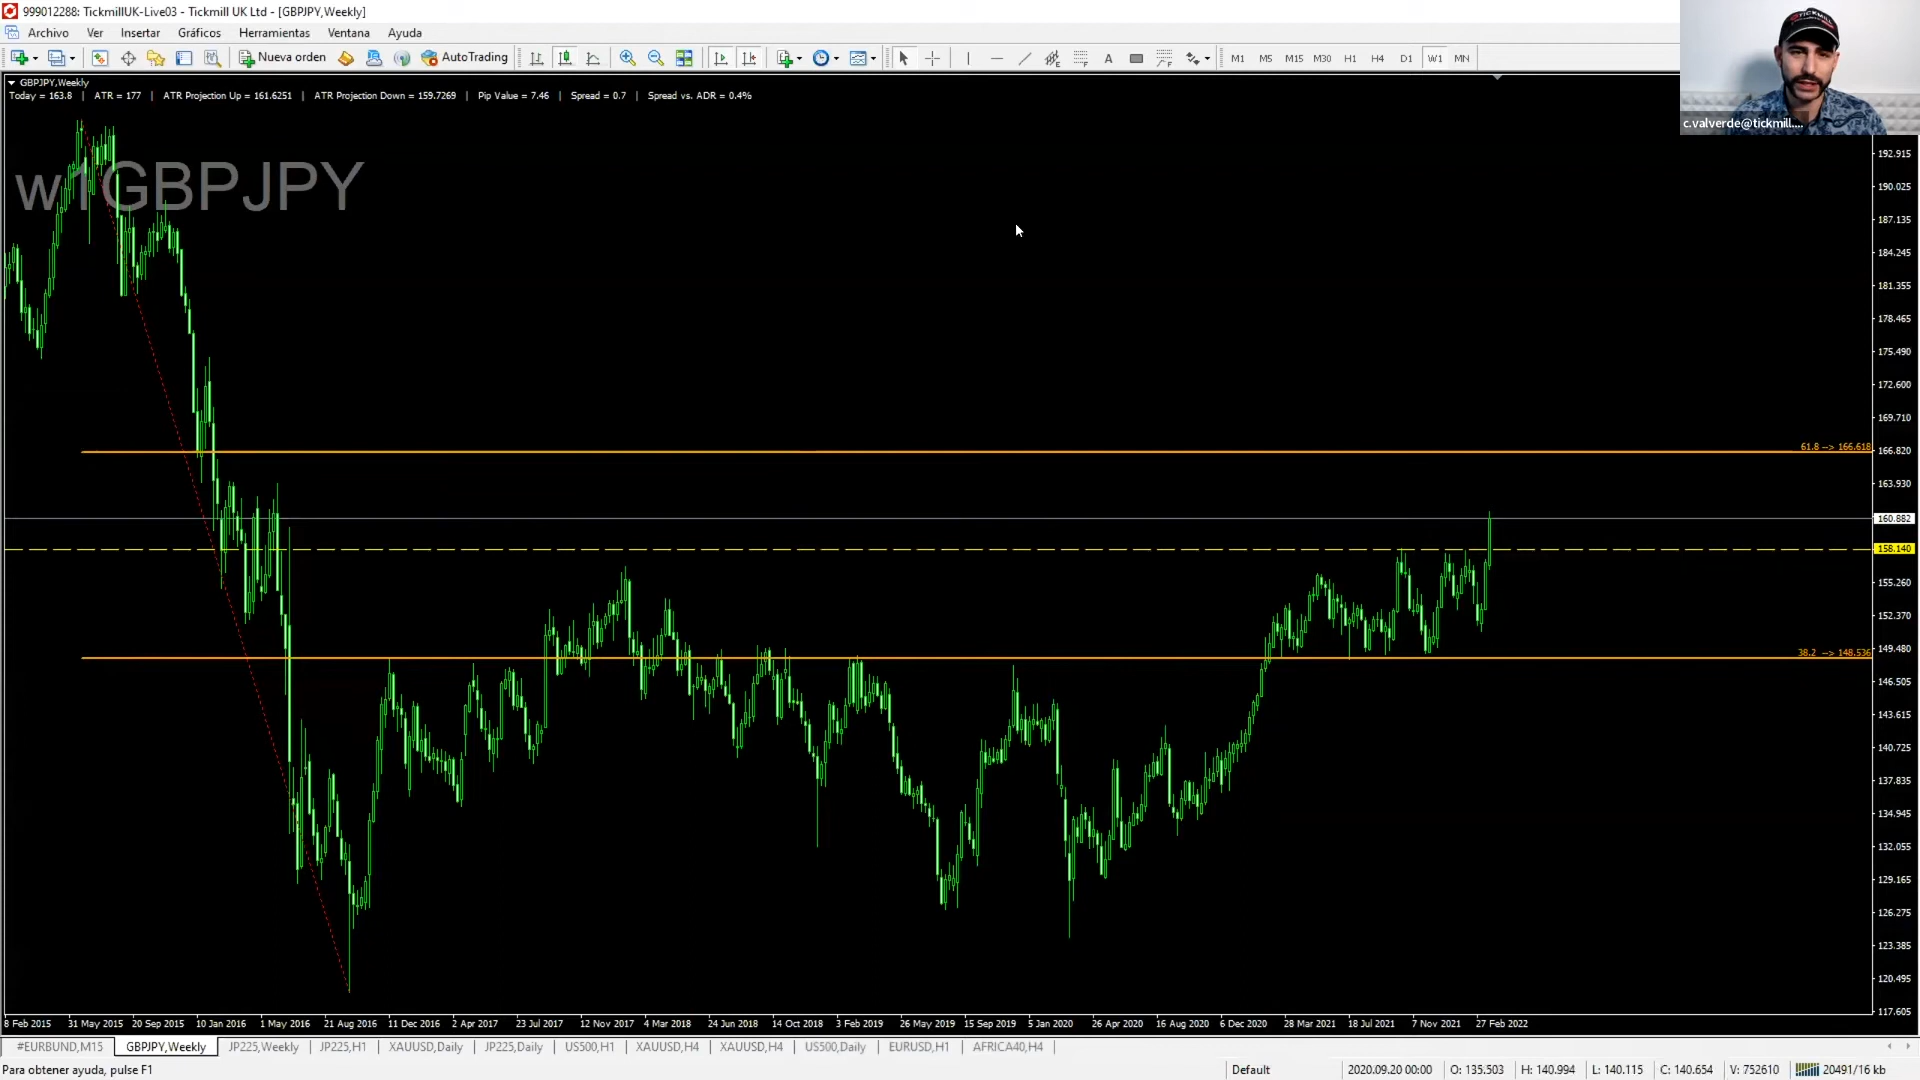 999012288: TickmillUK-Live03 - Tickmill UK Ltd - [GBPJPY,Weekly]
Archivo Ver Insertar Gráficos Herramientas Ventana Ayuda
Nueva orden AutoTrading A M1 M5 M15 M30 H1 H4 D1 W1 MN
TICKMILL
c.valverde@tickmill....
GBPJPY,Weekly
Today = 163.8 | ATR = 177 | ATR Projection Up = 161.6251 | ATR Projection Down = 159.7269 | Pip Value = 7.46 | Spread = 0.7 | Spread vs. ADR = 0.4%
w1GBPJPY
192.915
190.025
187.135
184.245
181.355
178.465
175.490
172.600
169.710
61.8 --> 166.618
166.820
163.930
160.882
158.140
155.260
152.370
149.480
38.2 --> 148.536
146.505
143.615
140.725
137.835
134.945
132.055
129.165
126.275
123.385
120.495
117.605
8 Feb 2015 31 May 2015 20 Sep 2015 10 Jan 2016 1 May 2016 21 Aug 2016 11 Dec 2016 2 Apr 2017 23 Jul 2017 12 Nov 2017 4 Mar 2018 24 Jun 2018 14 Oct 2018 3 Feb 2019 26 May 2019 15 Sep 2019 5 Jan 2020 26 Apr 2020 16 Aug 2020 6 Dec 2020 28 Mar 2021 18 Jul 2021 7 Nov 2021 27 Feb 2022
#EURBUND,M15 GBPJPY,Weekly JP225,Weekly JP225,H1 XAUUSD,Daily JP225,Daily US500,H1 XAUUSD,H4 XAUUSD,H4 US500,Daily EURUSD,H1 AFRICA40,H4
Para obtener ayuda, pulse F1 Default 2020.09.20 00:00 O: 135.503 H: 140.994 L: 140.115 C: 140.654 V: 752610 20491/16 kb